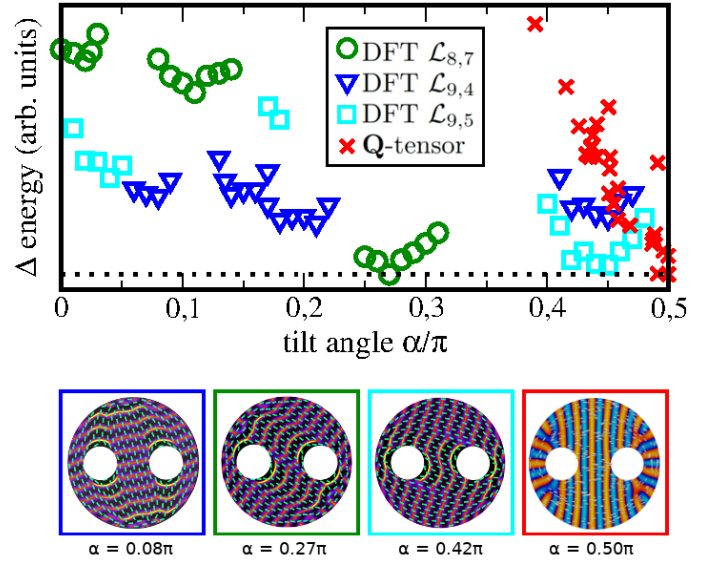 Δ energy (arb. units)
DFT ℒ8,7
DFT ℒ9,4
DFT ℒ9,5
Q-tensor
0 0,1 0,2 0,3 0,4 0,5
tilt angle α/π
α = 0.08π α = 0.27π α = 0.42π α = 0.50π